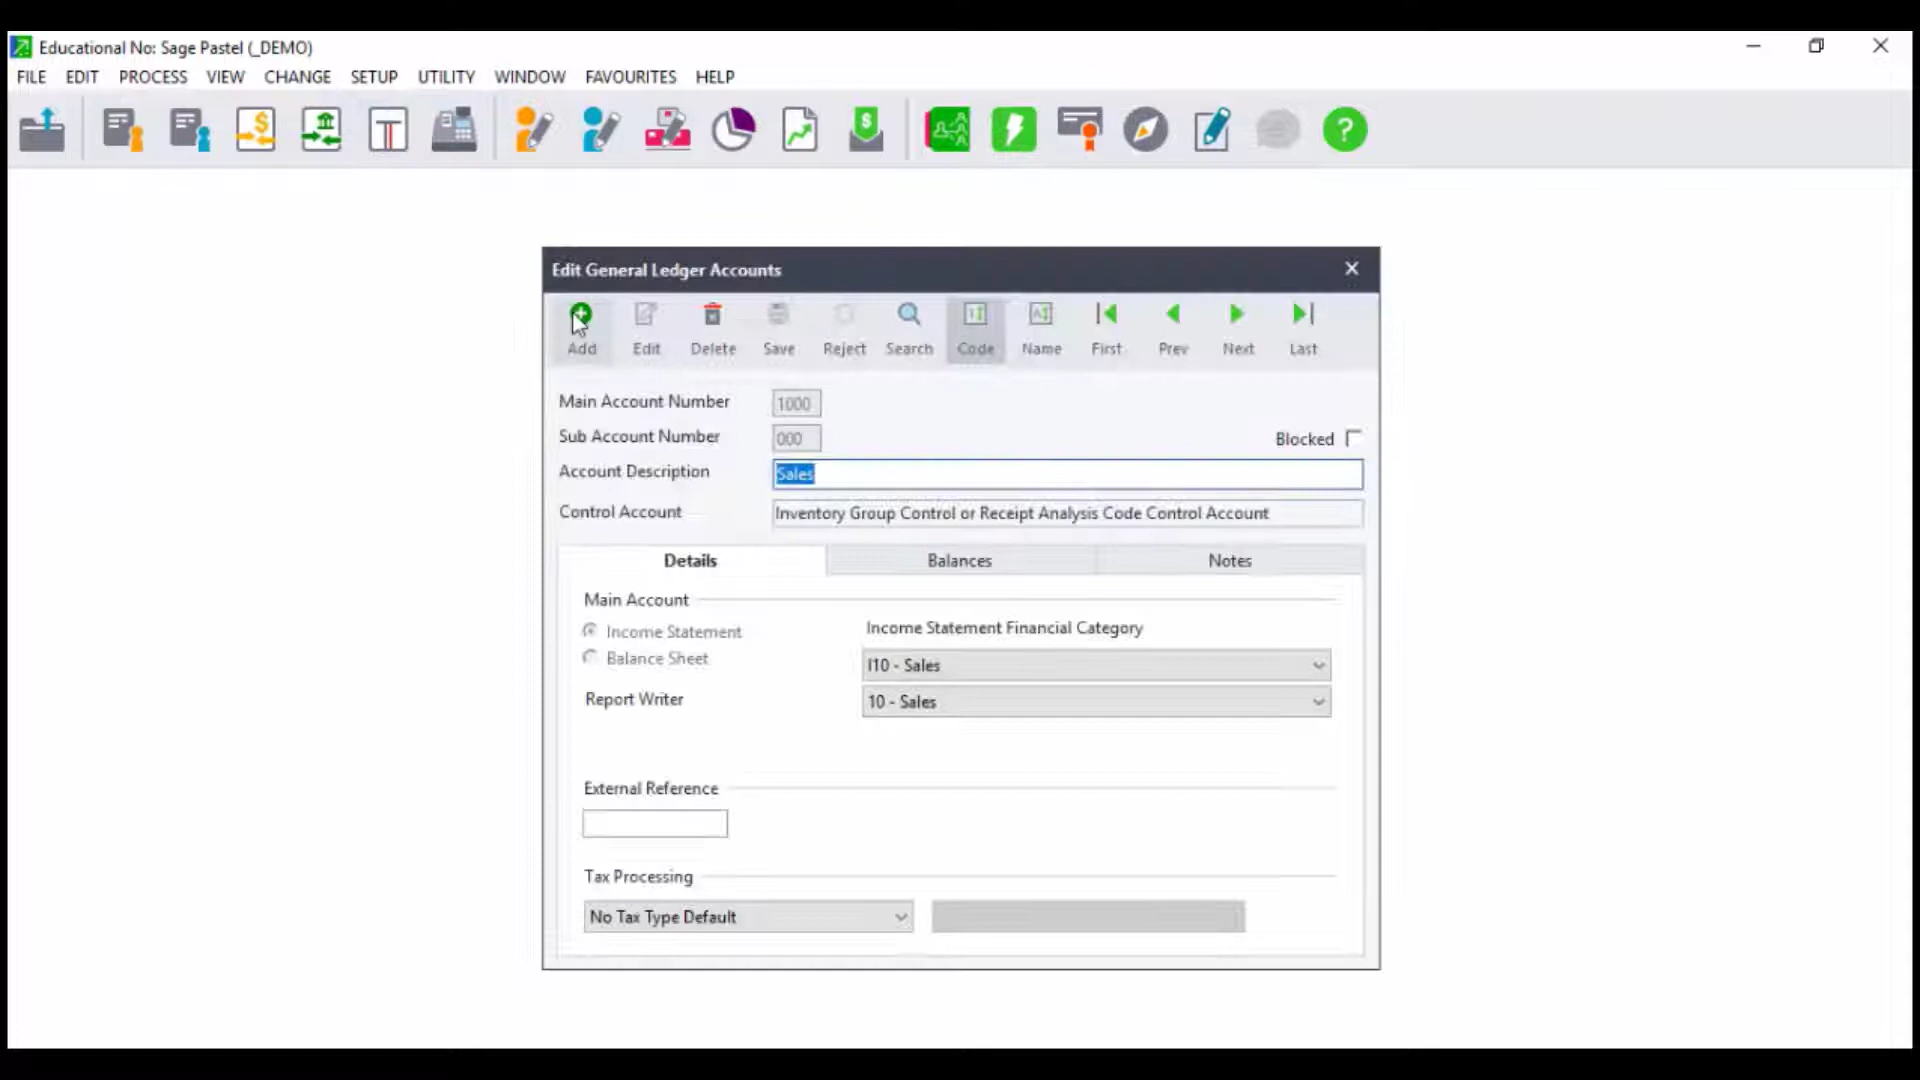 Educational No: Sage Pastel (_DEMO)
FILE EDIT PROCESS VIEW CHANGE SETUP UTILITY WINDOW FAVOURITES HELP
Edit General Ledger Accounts
Add Edit Delete Save Reject Search Code Name First Prev Next Last
Main Account Number 1000
Sub Account Number 000 Blocked
Account Description Sales
Control Account Inventory Group Control or Receipt Analysis Code Control Account
Details Balances Notes
Main Account
Income Statement Income Statement Financial Category
Balance Sheet I10 - Sales
Report Writer 10 - Sales
External Reference
Tax Processing
No Tax Type Default